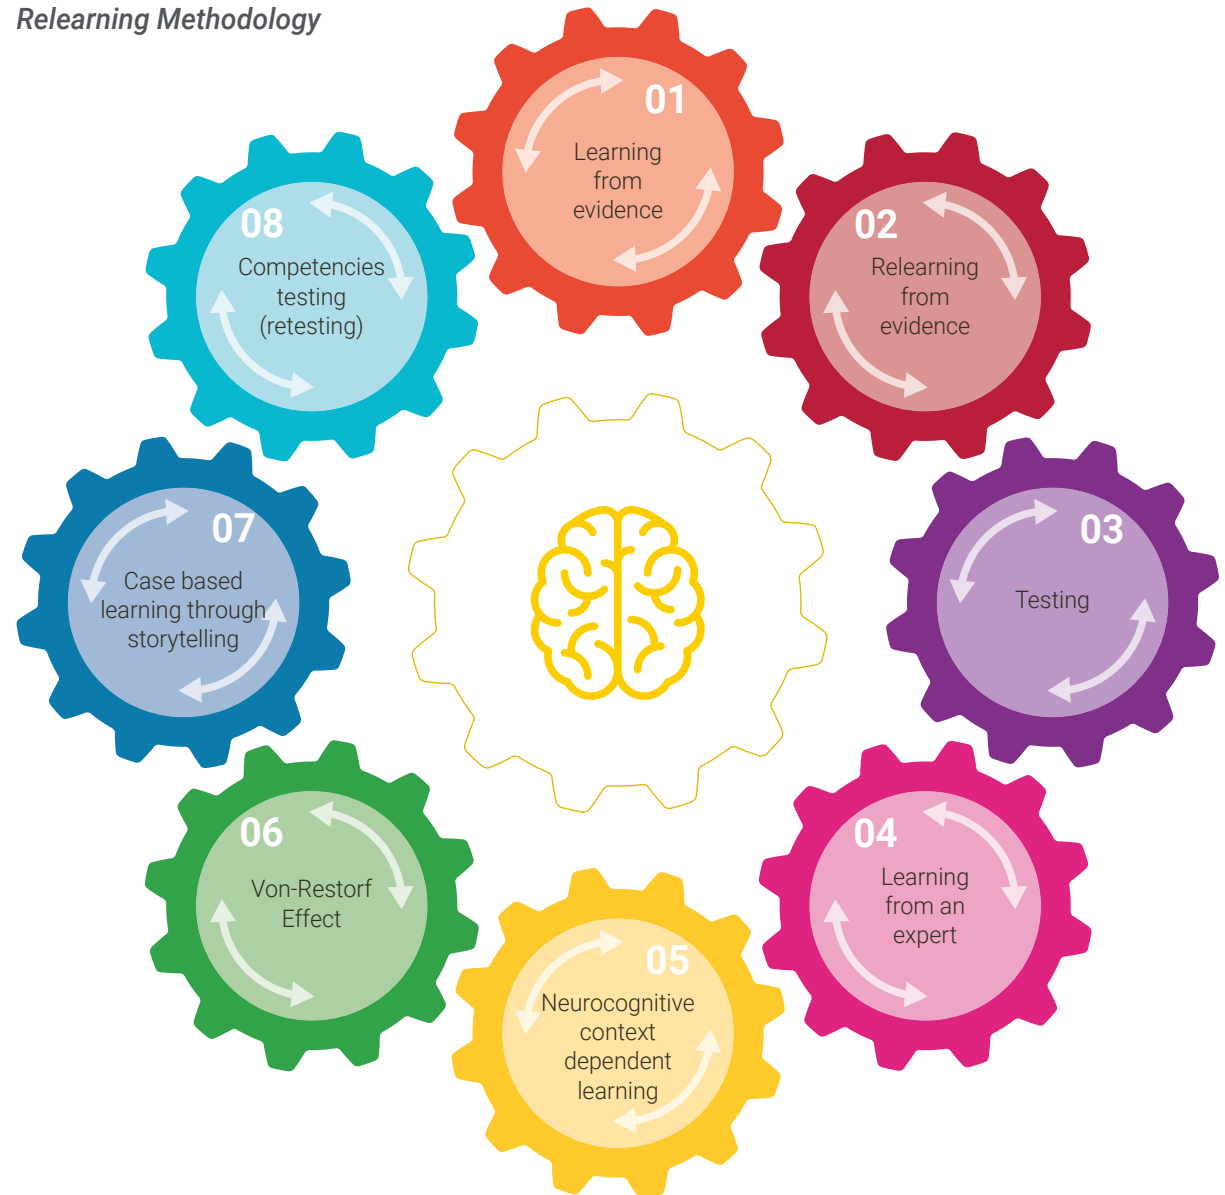 Relearning Methodology
01
Learning
from
evidence
02
Relearning
from
evidence
03
Testing
04
Learning
from an
expert
05
Neurocognitive
context
dependent
learning
06
Von-Restorf
Effect
07
Case based
learning through
storytelling
08
Competencies
testing
(retesting)